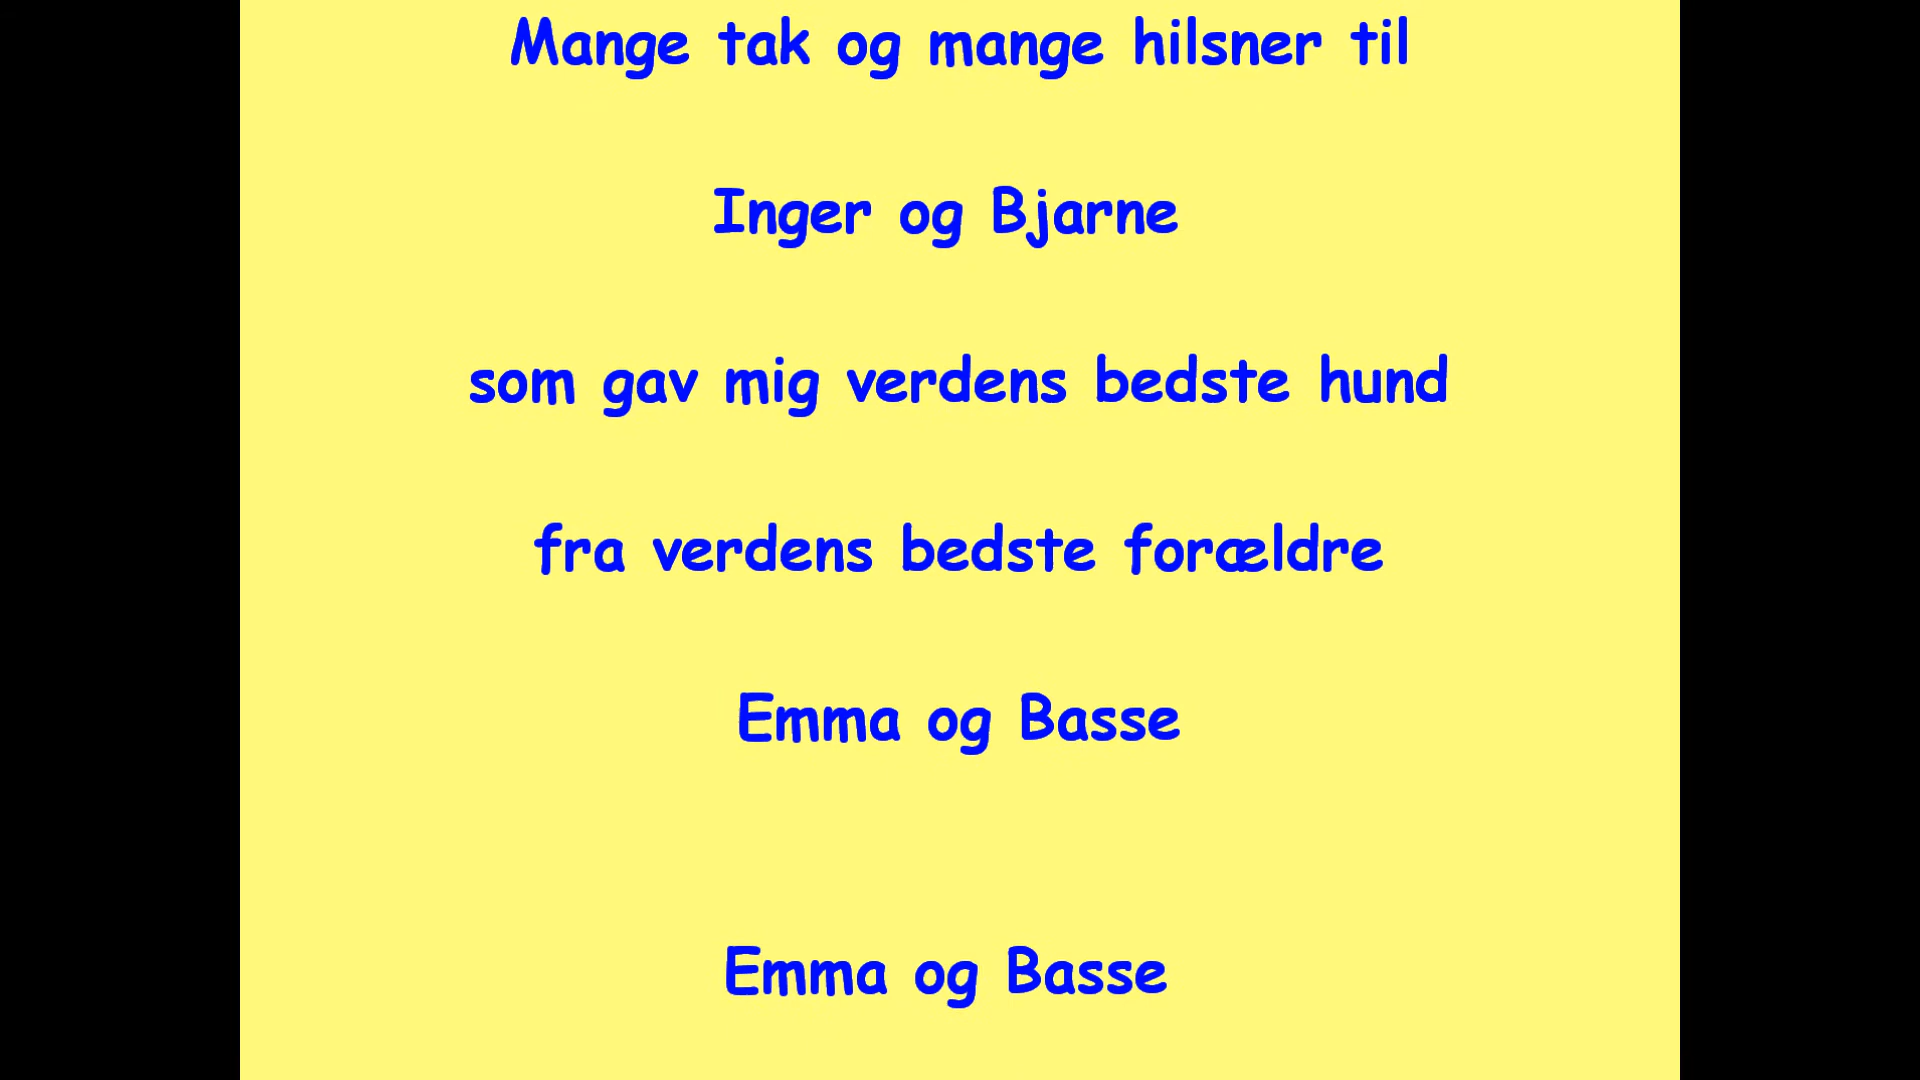 Mange tak og mange hilsner til
Inger og Bjarne
som gav mig verdens bedste hund
fra verdens bedste forældre
Emma og Basse
Emma og Basse